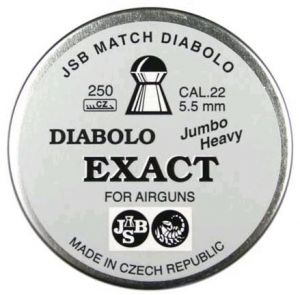 JSB MATCH DIABOLO
250
CZ
CAL.22
5.5 mm
DIABOLO
Jumbo
Heavy
EXACT
FOR AIRGUNS
JSB
MADE IN CZECH REPUBLIC